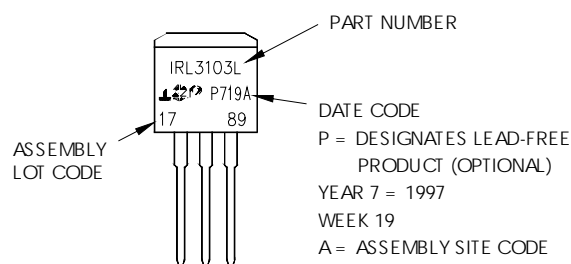 PART NUMBER
IRL3103L
P719A
17 89
ASSEMBLY
LOT CODE
DATE CODE
P = DESIGNATES LEAD-FREE
PRODUCT (OPTIONAL)
YEAR 7 = 1997
WEEK 19
A = ASSEMBLY SITE CODE